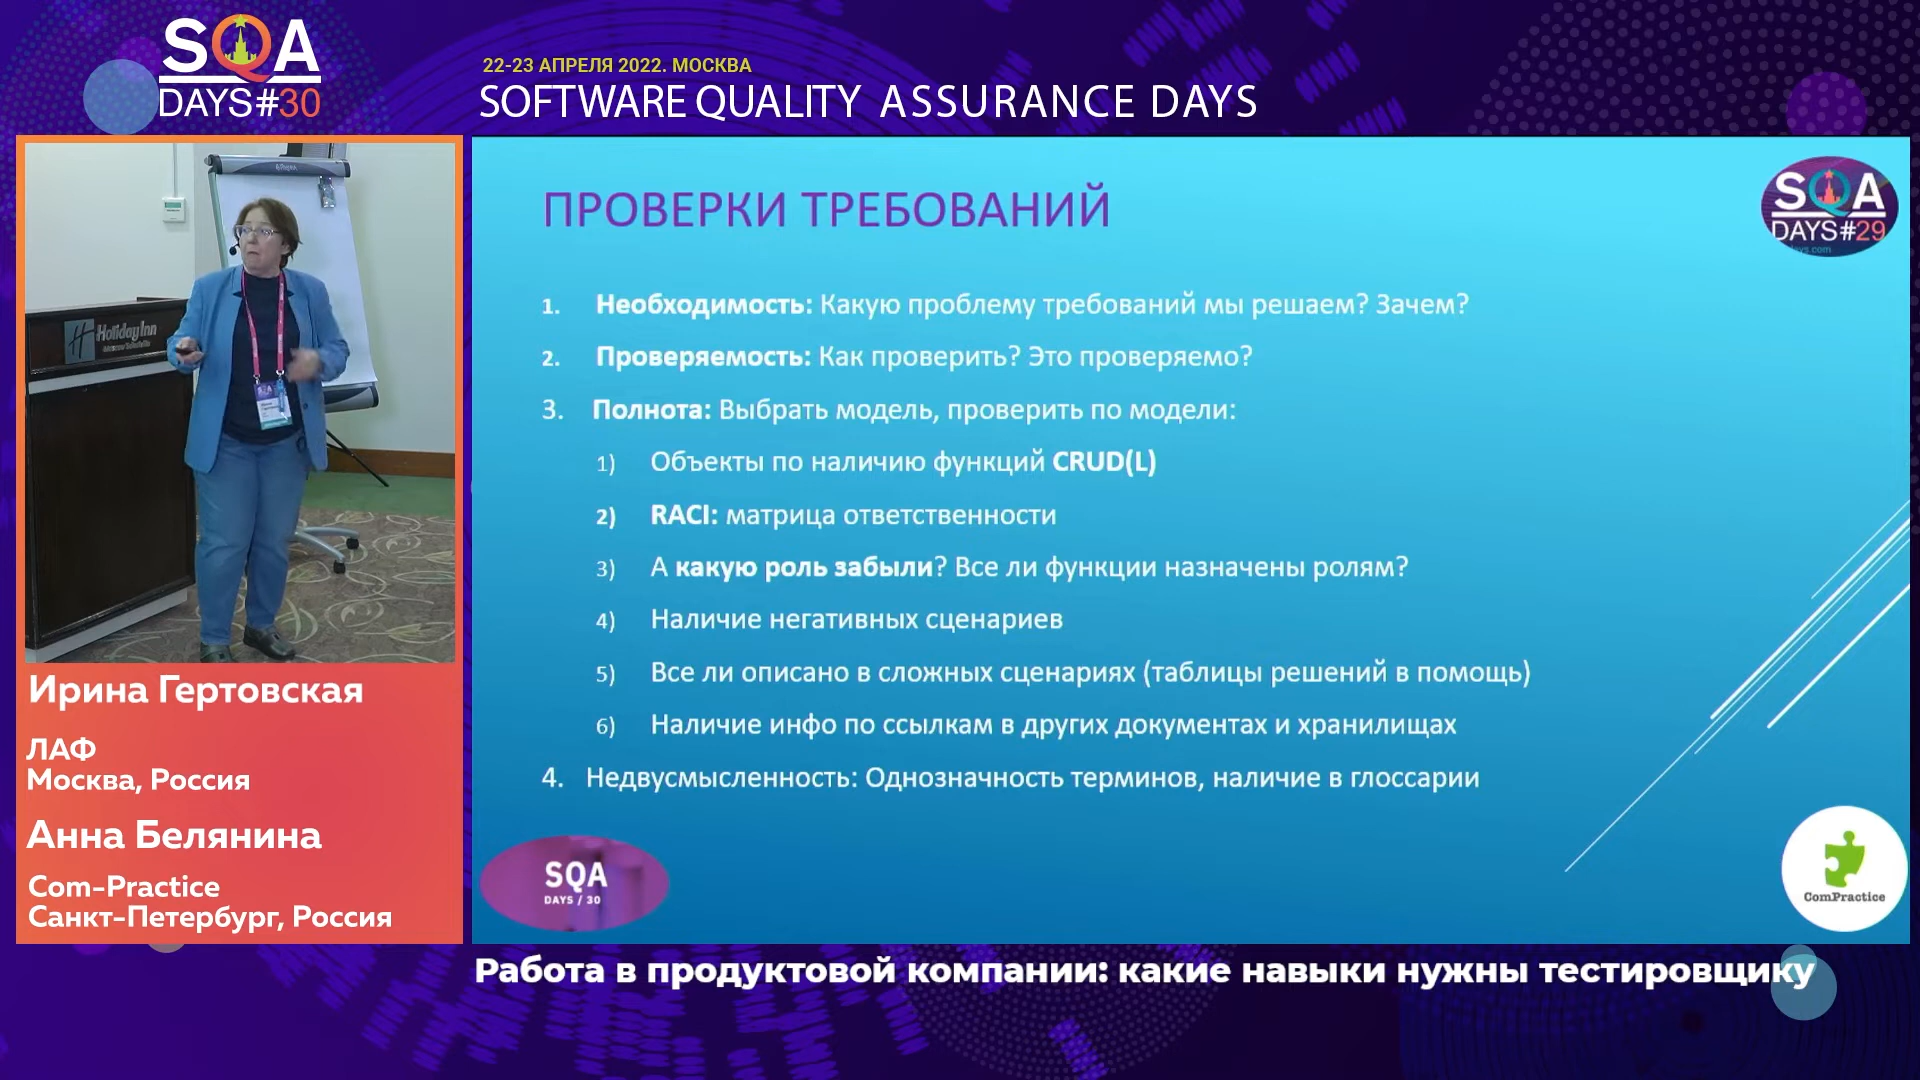 SQA
DAYS#30
22-23 АПРЕЛЯ 2022. МОСКВА
SOFTWARE QUALITY ASSURANCE DAYS
Holiday Inn
SQA
Ирина Гертовская
ЛАФ
Москва, Россия
Анна Белянина
Com-Practice
Санкт-Петербург, Россия
ПРОВЕРКИ ТРЕБОВАНИЙ
SQA
DAYS#29
1. Необходимость: Какую проблему требований мы решаем? Зачем?
2. Проверяемость: Как проверить? Это проверяемо?
3. Полнота: Выбрать модель, проверить по модели:
1) Объекты по наличию функций CRUD(L)
2) RACI: матрица ответственности
3) А какую роль забыли? Все ли функции назначены ролям?
4) Наличие негативных сценариев
5) Все ли описано в сложных сценариях (таблицы решений в помощь)
6) Наличие инфо по ссылкам в других документах и хранилищах
4. Недвусмысленность: Однозначность терминов, наличие в глоссарии
SQA
DAYS / 30
ComPractice
Работа в продуктовой компании: какие навыки нужны тестировщику